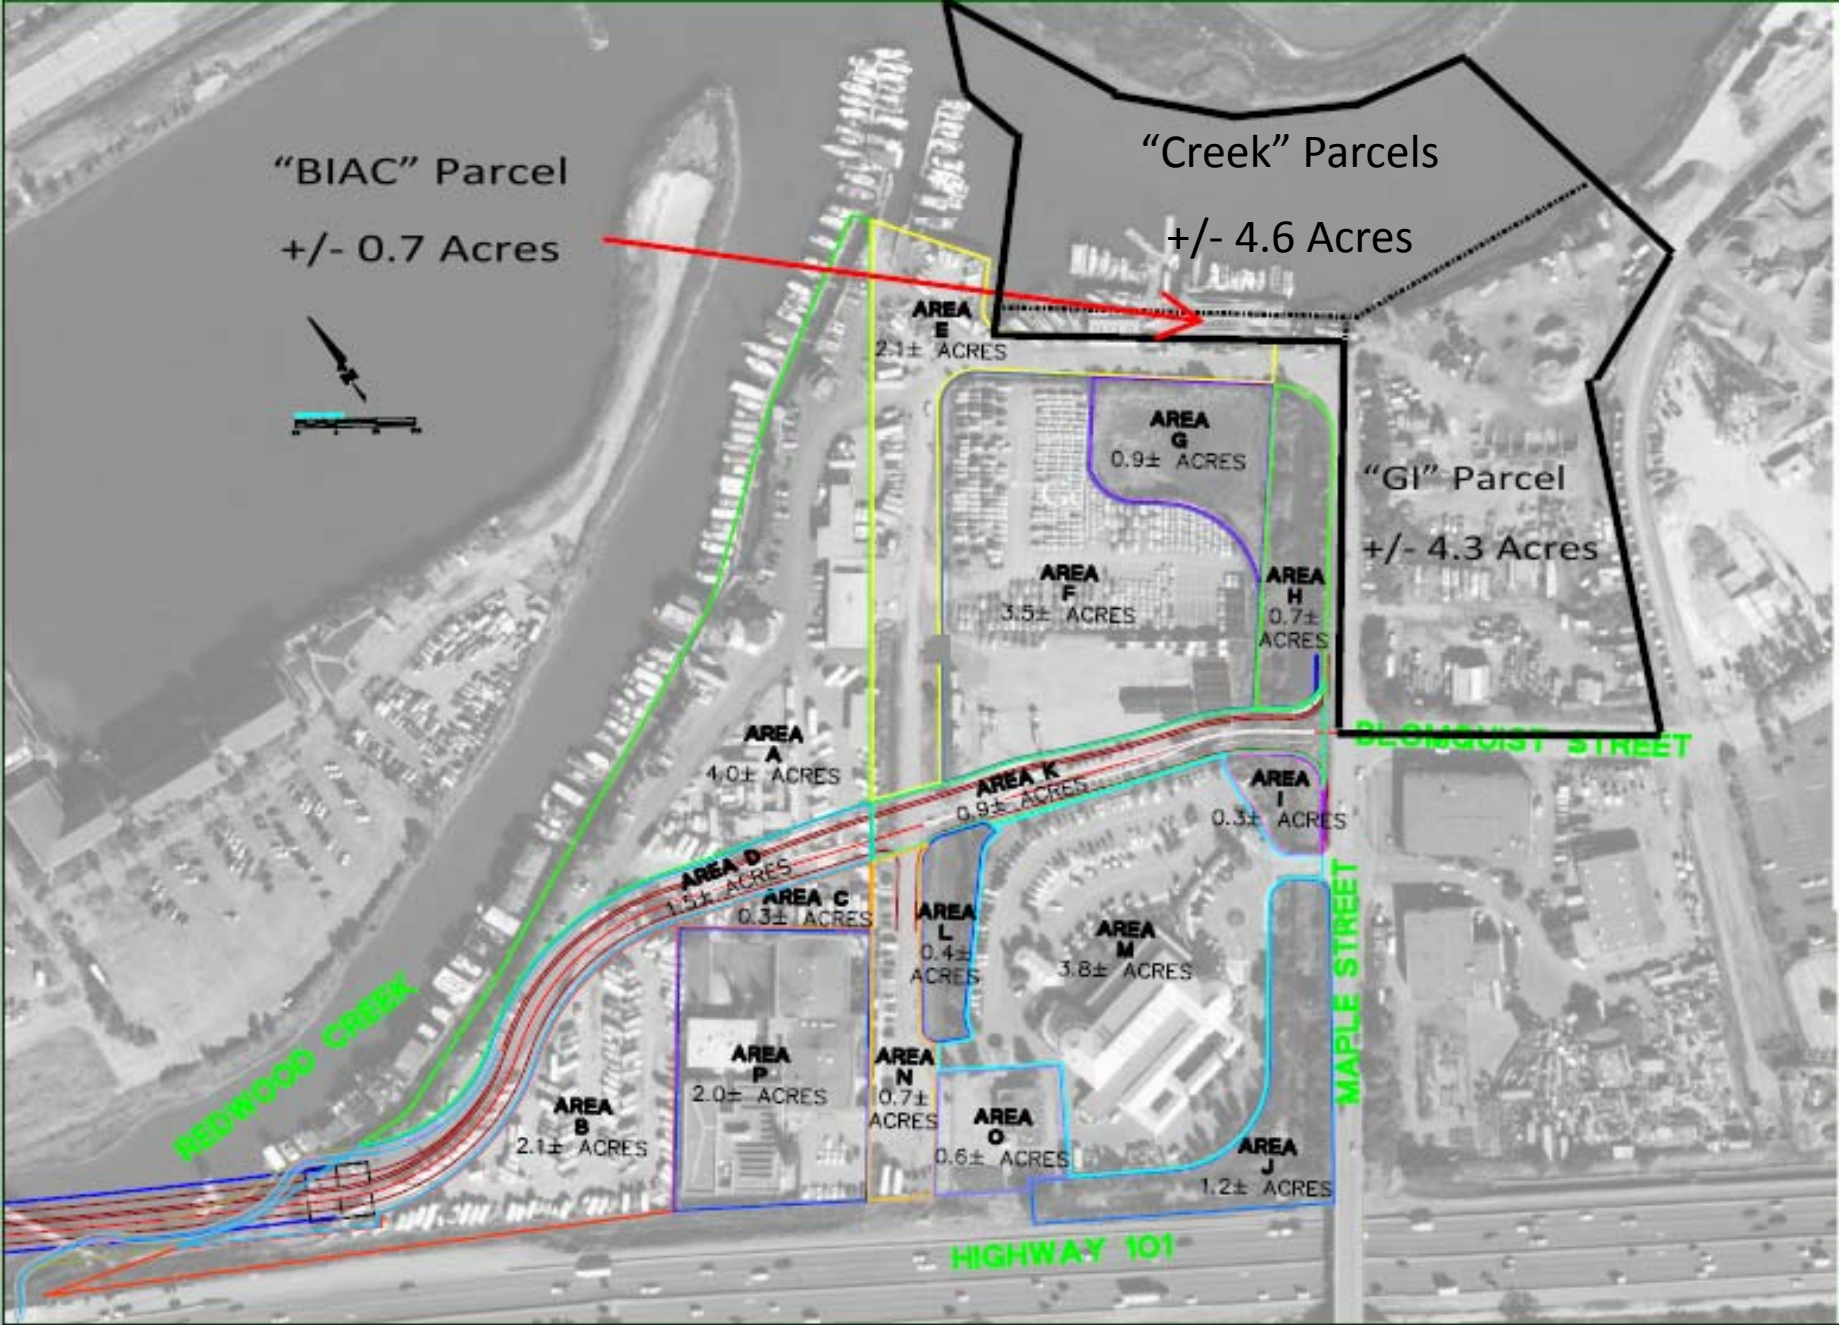 “Creek” Parcels
+/- 4.6 Acres
“BIAC” Parcel
+/- 0.7 Acres
AREA
E
2.1± ACRES
AREA
G
0.9± ACRES
“GI” Parcel
+/- 4.3 Acres
AREA
F
3.5± ACRES
AREA
H
0.7±
ACRES
AREA
A
4.0± ACRES
BLOMQUIST STREET
AREA K
0.9± ACRES
AREA
I
0.3± ACRES
AREA D
1.5± ACRES
AREA C
0.3± ACRES
AREA
L
0.4±
ACRES
AREA
M
3.8± ACRES
MAPLE STREET
REDWOOD CREEK
AREA
P
2.0± ACRES
AREA
N
0.7±
ACRES
AREA
B
2.1± ACRES
AREA
O
0.6± ACRES
AREA
J
1.2± ACRES
HIGHWAY 101